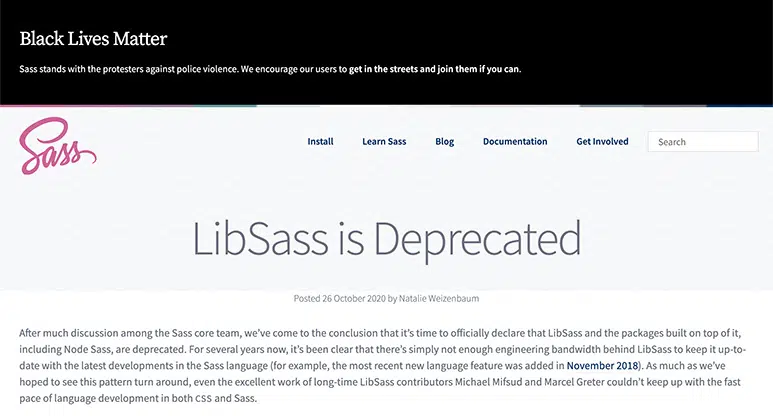 Black Lives Matter
Sass stands with the protesters against police violence. We encourage our users to get in the streets and join them if you can.
Sass
Install Learn Sass Blog Documentation Get Involved Search
LibSass is Deprecated
Posted 26 October 2020 by Natalie Weizenbaum
After much discussion among the Sass core team, we've come to the conclusion that it's time to officially declare that LibSass and the packages built on top of it,
including Node Sass, are deprecated. For several years now, it's been clear that there's simply not enough engineering bandwidth behind LibSass to keep it up-to-
date with the latest developments in the Sass language (for example, the most recent new language feature was added in November 2018). As much as we've
hoped to see this pattern turn around, even the excellent work of long-time LibSass contributors Michael Mifsud and Marcel Greter couldn't keep up with the fast
pace of language development in both CSS and Sass.